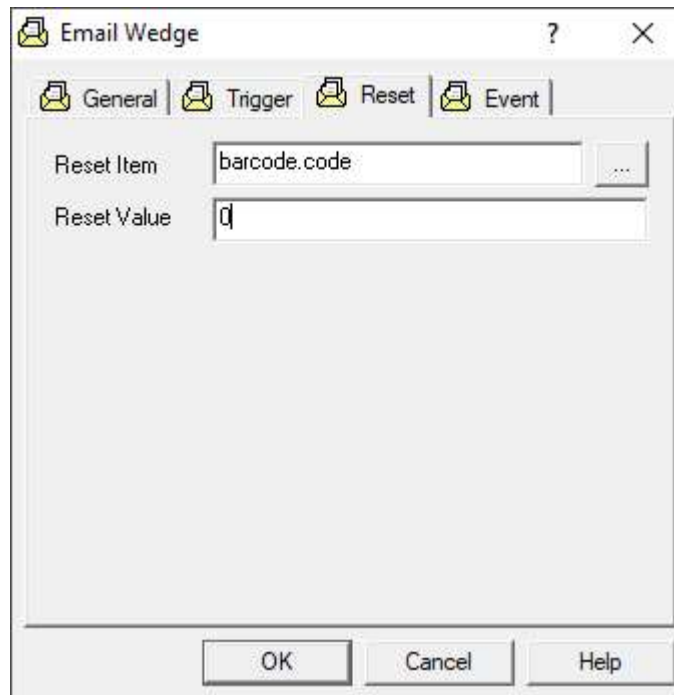 Email Wedge ?
General Trigger Reset Event
Reset Item barcode.code ...
Reset Value 0
OK Cancel Help